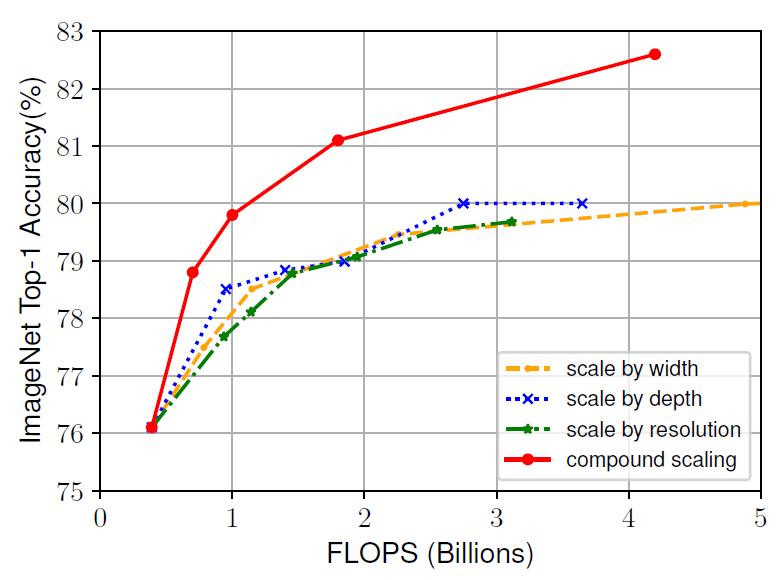 83
82
81
80
79
78
77
76
75
ImageNet Top-1 Accuracy(%)
scale by width
scale by depth
scale by resolution
compound scaling
0 1 2 3 4 5
FLOPS (Billions)